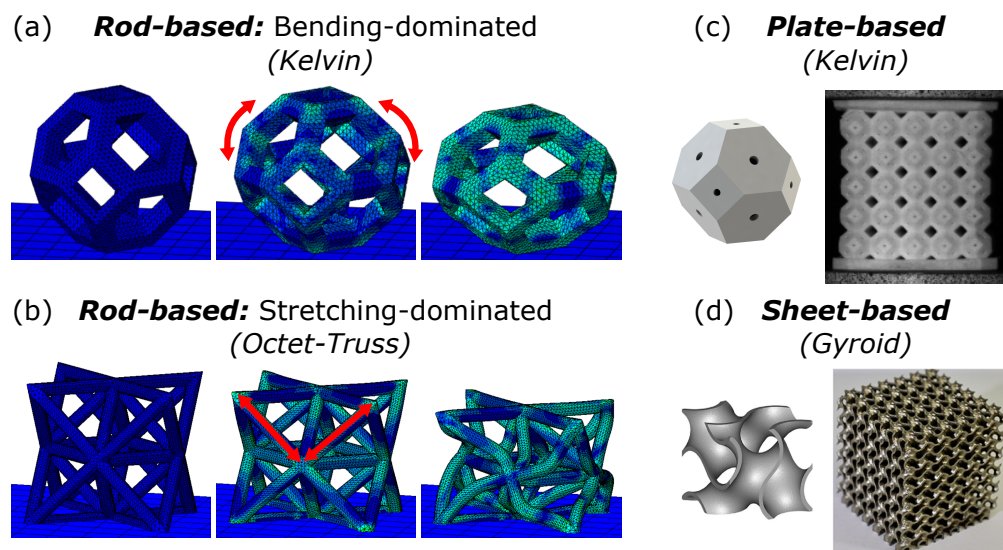 (a) Rod-based: Bending-dominated
(Kelvin)
(c) Plate-based
(Kelvin)
(b) Rod-based: Stretching-dominated
(Octet-Truss)
(d) Sheet-based
(Gyroid)